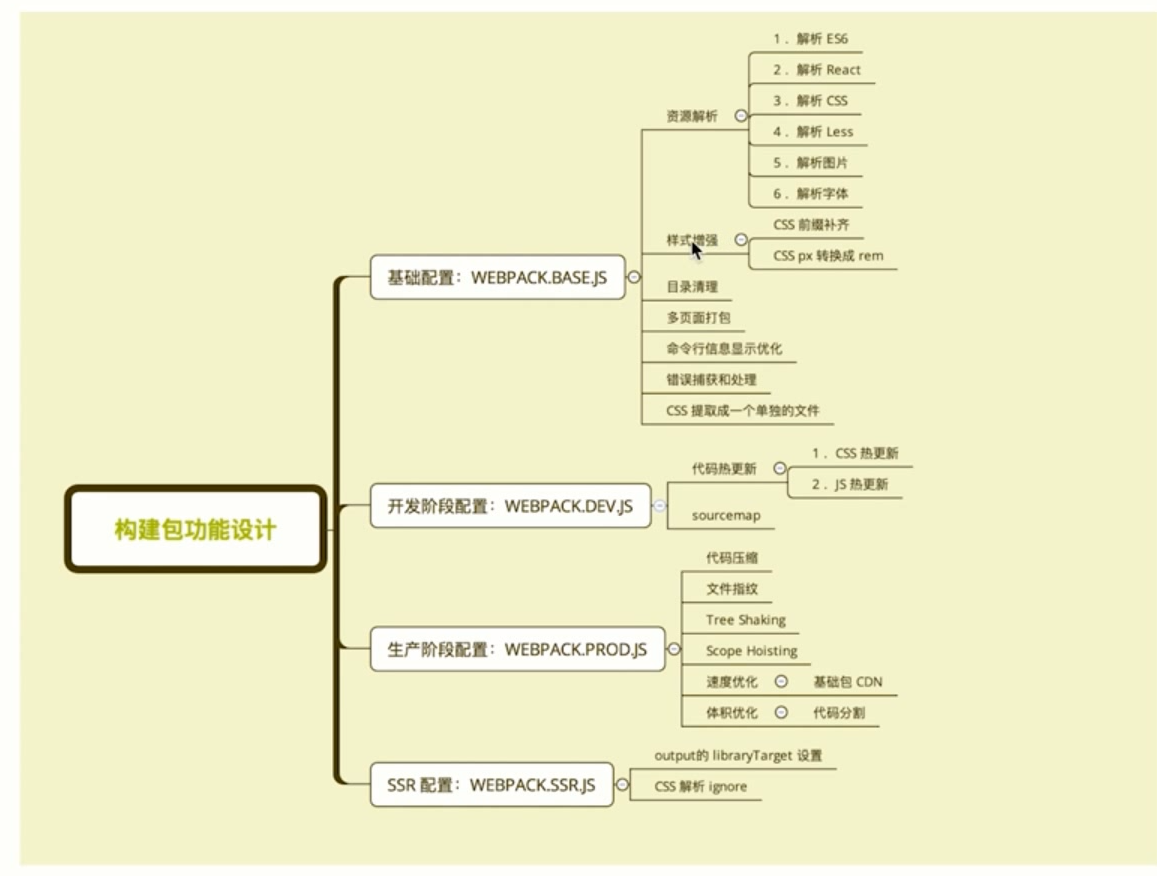 构建包功能设计
基础配置：WEBPACK.BASE.JS
资源解析
1. 解析 ES6
2. 解析 React
3. 解析 CSS
4. 解析 Less
5. 解析图片
6. 解析字体
样式增强
CSS 前缀补齐
CSS px 转换成 rem
目录清理
多页面打包
命令行信息显示优化
错误捕获和处理
CSS 提取成一个单独的文件
开发阶段配置：WEBPACK.DEV.JS
代码热更新
1. CSS 热更新
2. JS 热更新
sourcemap
生产阶段配置：WEBPACK.PROD.JS
代码压缩
文件指纹
Tree Shaking
Scope Hoisting
速度优化 基础包 CDN
体积优化 代码分割
SSR 配置：WEBPACK.SSR.JS
output的 libraryTarget 设置
CSS 解析 ignore